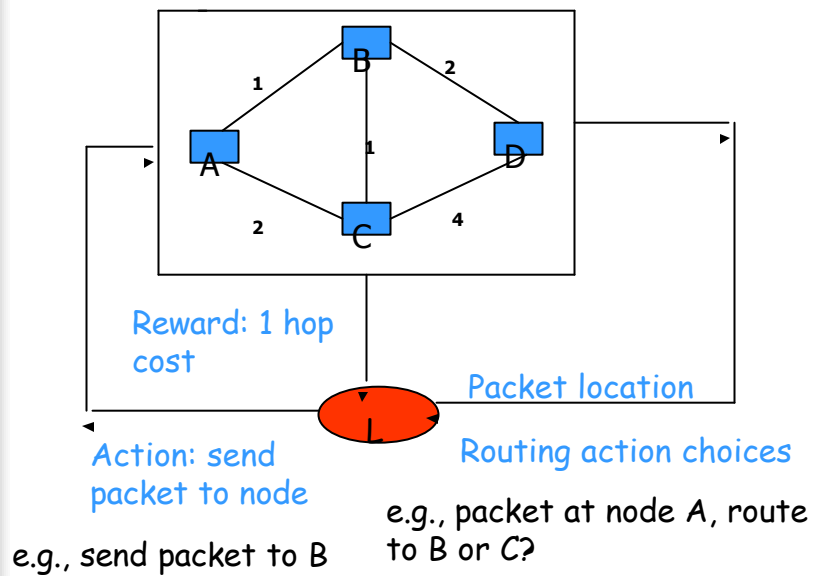 B
1
2
A
1
D
2
C
4
Reward: 1 hop
cost
Packet location
L
Action: send
packet to node
Routing action choices
e.g., packet at node A, route
to B or C?
e.g., send packet to B